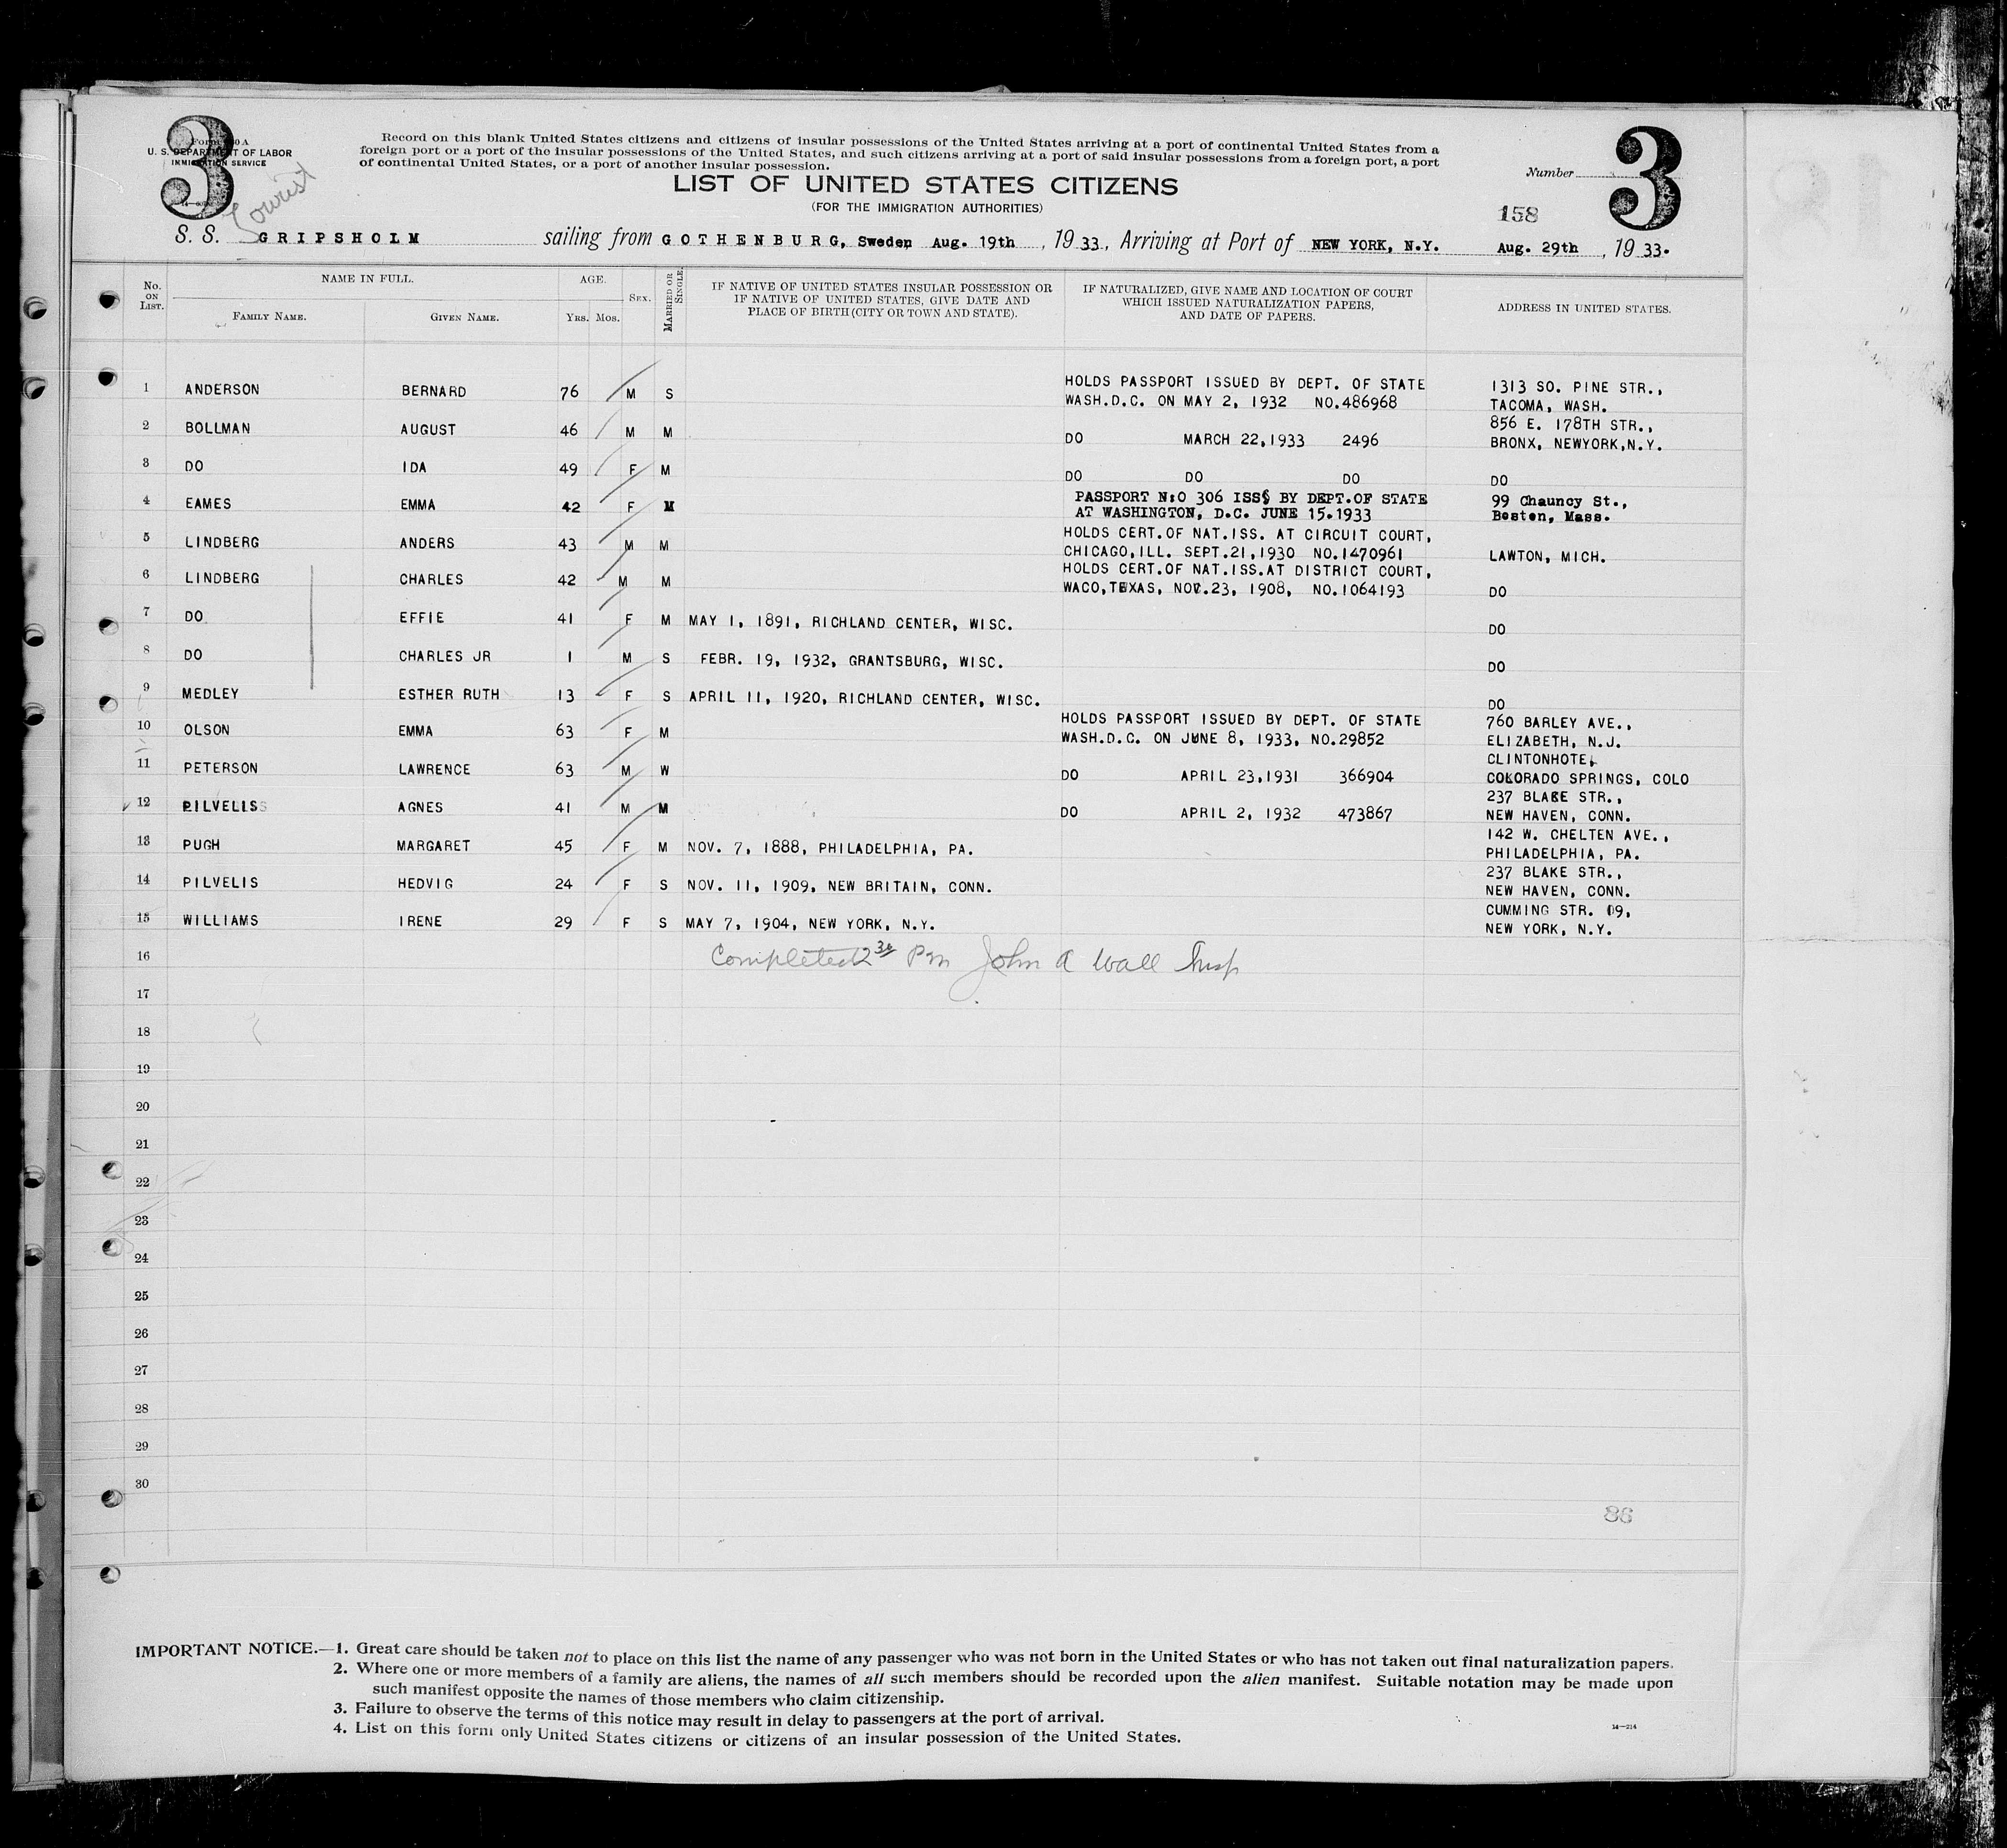 3
Form 630 A
U. S. DEPARTMENT OF LABOR
IMMIGRATION SERVICE
Tourist
Record on this blank United States citizens and citizens of insular possessions of the United States arriving at a port of continental United States from a
foreign port or a port of the insular possessions of the United States, and such citizens arriving at a port of said insular possessions from a foreign port, a port
of continental United States, or a port of another insular possession.
LIST OF UNITED STATES CITIZENS
(FOR THE IMMIGRATION AUTHORITIES)
Number
3
158
S. S. GRIPSHOLM sailing from GOTHENBURG, Sweden Aug. 19th, 19 33, Arriving at Port of NEW YORK, N.Y. Aug. 29th, 19 33.
No. ON LIST.
NAME IN FULL.
FAMILY NAME.
GIVEN NAME.
AGE.
YRS. MOS.
SEX.
MARRIED OR SINGLE.
IF NATIVE OF UNITED STATES INSULAR POSSESSION OR
IF NATIVE OF UNITED STATES, GIVE DATE AND
PLACE OF BIRTH (CITY OR TOWN AND STATE).
IF NATURALIZED, GIVE NAME AND LOCATION OF COURT
WHICH ISSUED NATURALIZATION PAPERS,
AND DATE OF PAPERS.
ADDRESS IN UNITED STATES.
1 ANDERSON BERNARD 76 M S HOLDS PASSPORT ISSUED BY DEPT. OF STATE 1313 SO. PINE STR.,
WASH.D.C. ON MAY 2, 1932 NO.486968 TACOMA, WASH.
2 BOLLMAN AUGUST 46 M M DO MARCH 22,1933 2496 856 E. 178TH STR.,
BRONX, NEWYORK,N.Y.
3 DO IDA 49 F M DO DO DO DO
4 EAMES EMMA 42 F M PASSPORT N:O 306 ISS$ BY DEPT.OF STATE 99 Chauncy St.,
AT WASHINGTON, D.C. JUNE 15.1933 Boston, Mass.
5 LINDBERG ANDERS 43 M M HOLDS CERT.OF NAT.ISS. AT CIRCUIT COURT,
CHICAGO,ILL. SEPT.21,1930 NO.1470961 LAWTON, MICH.
6 LINDBERG CHARLES 42 M M HOLDS CERT.OF NAT.ISS.AT DISTRICT COURT,
WACO,TEXAS, NOV.23, 1908, NO.1064193 DO
7 DO EFFIE 41 F M MAY 1, 1891, RICHLAND CENTER, WISC. DO
8 DO CHARLES JR 1 M S FEBR. 19, 1932, GRANTSBURG, WISC. DO
9 MEDLEY ESTHER RUTH 13 F S APRIL 11, 1920, RICHLAND CENTER, WISC. DO
10 OLSON EMMA 63 F M HOLDS PASSPORT ISSUED BY DEPT. OF STATE 760 BARLEY AVE.,
WASH.D.C. ON JUNE 8, 1933, NO.29852 ELIZABETH, N.J.
11 PETERSON LAWRENCE 63 M W DO APRIL 23,1931 366904 CLINTONHOTEL
COLORADO SPRINGS, COLO
12 PILVELIS AGNES 41 M M DO APRIL 2, 1932 473867 237 BLAKE STR.,
NEW HAVEN, CONN.
13 PUGH MARGARET 45 F M NOV. 7, 1888, PHILADELPHIA, PA. 142 W. CHELTEN AVE.,
PHILADELPHIA, PA.
14 PILVELIS HEDVIG 24 F S NOV. 11, 1909, NEW BRITAIN, CONN. 237 BLAKE STR.,
NEW HAVEN, CONN.
15 WILLIAMS IRENE 29 F S MAY 7, 1904, NEW YORK, N.Y. CUMMING STR. 09,
NEW YORK, N.Y.
16 Completed 2 30 Pm John A Wall Insp
17
18
19
20
21
22
23
24
25
26
27
28
29
30
86
IMPORTANT NOTICE.—1. Great care should be taken not to place on this list the name of any passenger who was not born in the United States or who has not taken out final naturalization papers.
2. Where one or more members of a family are aliens, the names of all such members should be recorded upon the alien manifest. Suitable notation may be made upon
such manifest opposite the names of those members who claim citizenship.
3. Failure to observe the terms of this notice may result in delay to passengers at the port of arrival.
4. List on this form only United States citizens or citizens of an insular possession of the United States.
14—214